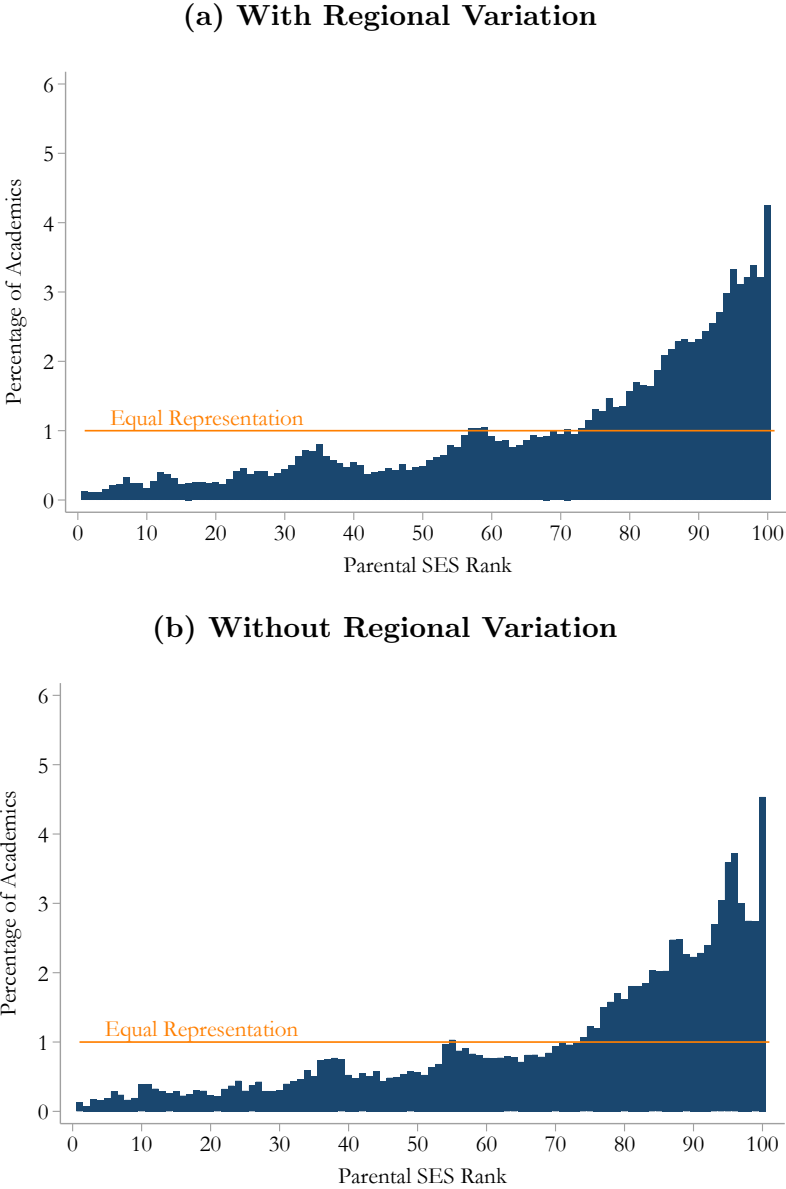 (a) With Regional Variation
6
5
4
3
2
1
0
Percentage of Academics
Equal Representation
0 10 20 30 40 50 60 70 80 90 100
Parental SES Rank
(b) Without Regional Variation
6
5
4
3
2
1
0
Percentage of Academics
Equal Representation
0 10 20 30 40 50 60 70 80 90 100
Parental SES Rank